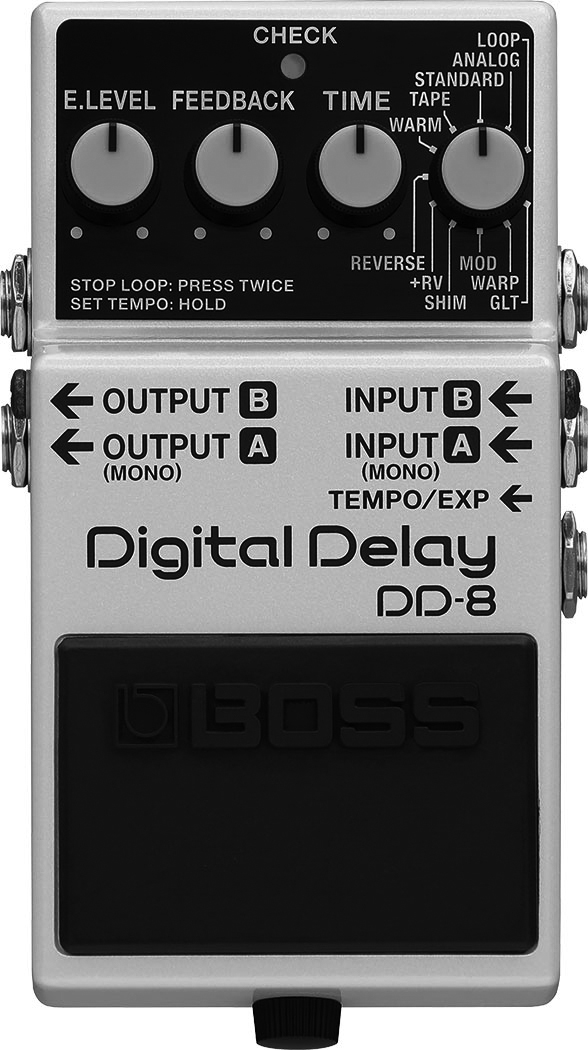 CHECK
E.LEVEL
FEEDBACK
TIME
LOOP
ANALOG
STANDARD
TAPE
WARM
REVERSE
+RV
SHIM
MOD
WARP
GLT
STOP LOOP: PRESS TWICE
SET TEMPO: HOLD
← OUTPUT B
INPUT B ←
← OUTPUT A
(MONO)
INPUT A ←
(MONO)
TEMPO/EXP ←
Digital Delay
DD-8
BOSS